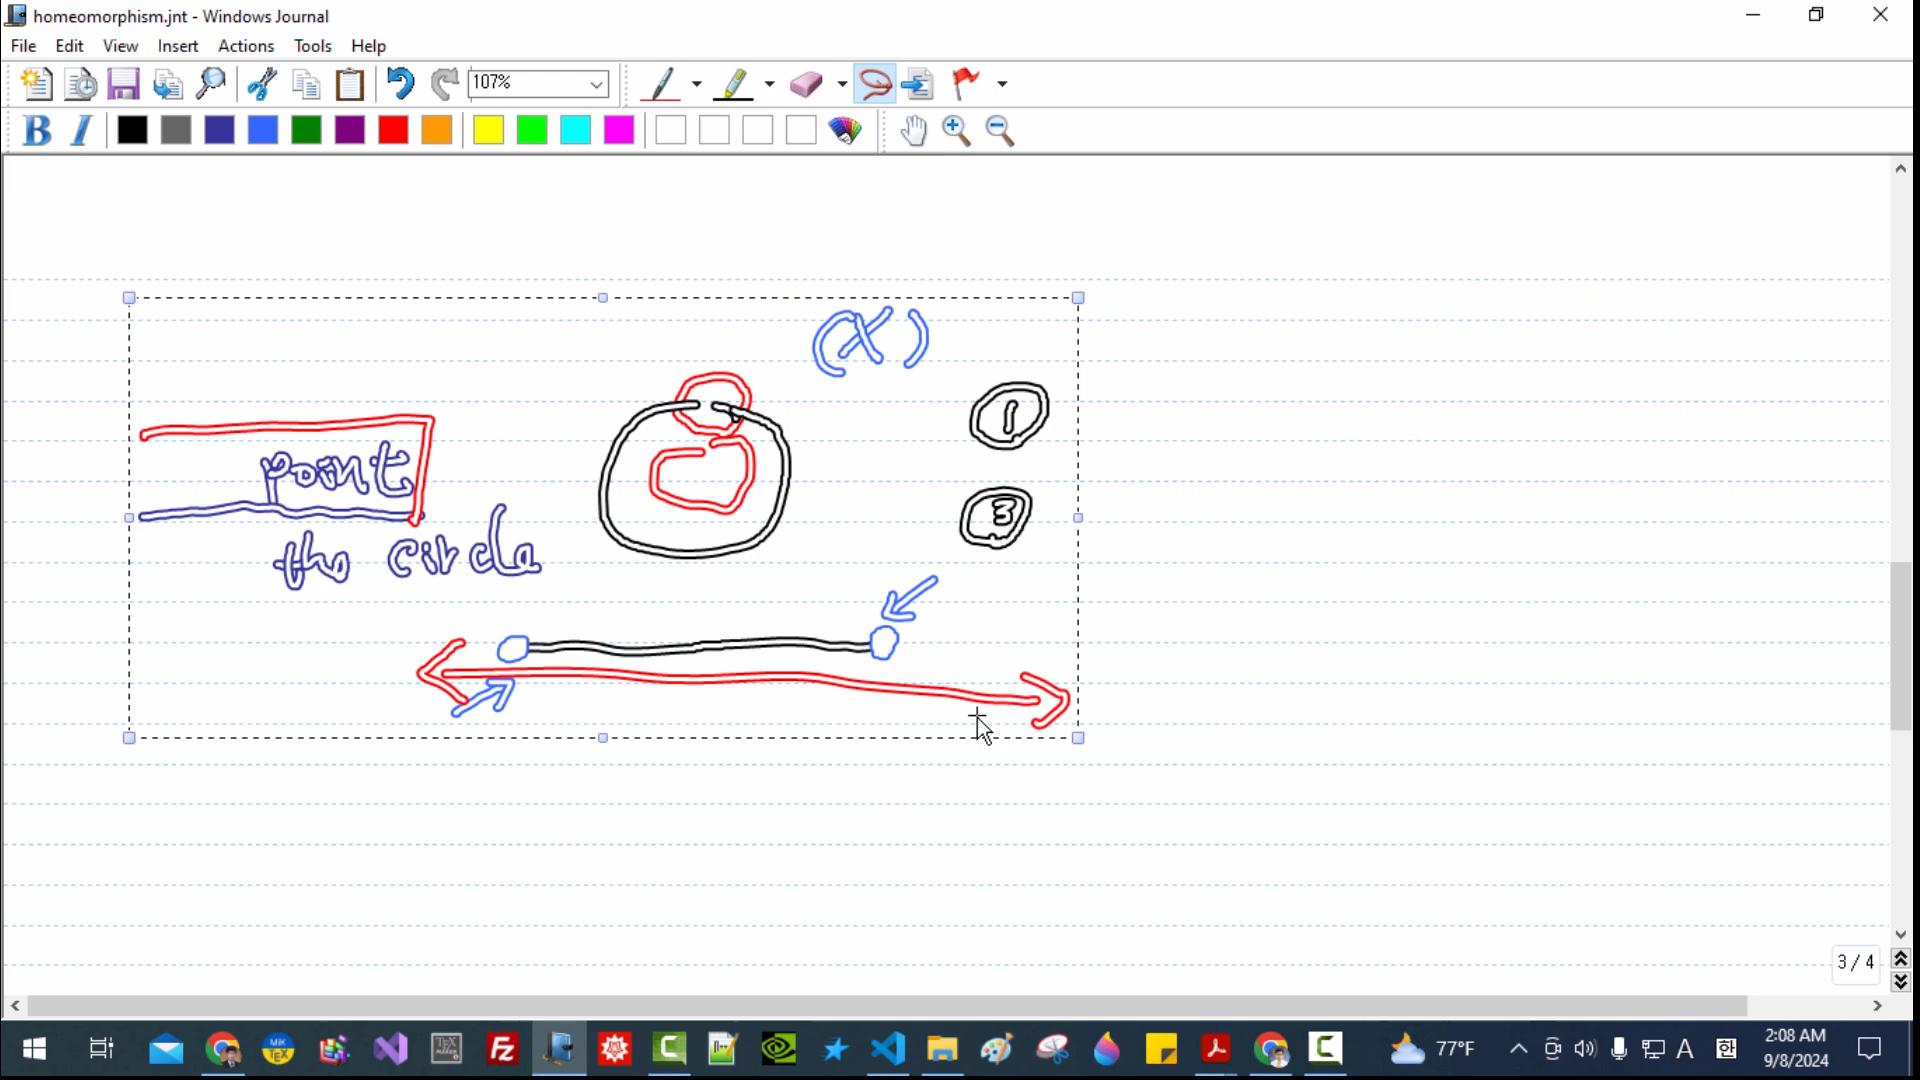 homeomorphism.jnt - Windows Journal
File Edit View Insert Actions Tools Help
107%
B I
(X)
1
point
3
the circle
3 / 4
77°F
A
한
2:08 AM
9/8/2024